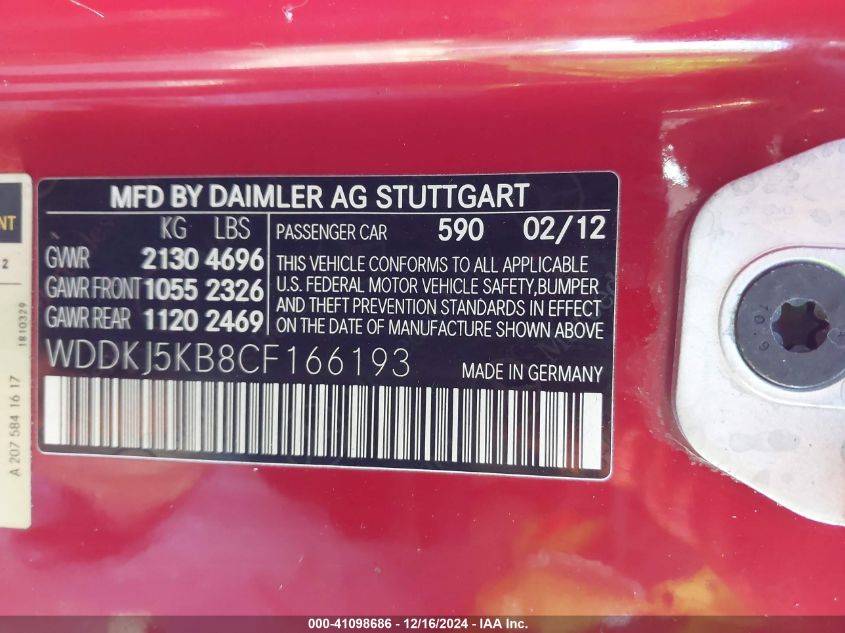 MFD BY DAIMLER AG STUTTGART
KG LBS
GVWR 2130 4696
GAWR FRONT 1055 2326
GAWR REAR 1120 2469
PASSENGER CAR 590 02/12
THIS VEHICLE CONFORMS TO ALL APPLICABLE
U.S. FEDERAL MOTOR VEHICLE SAFETY,BUMPER
AND THEFT PREVENTION STANDARDS IN EFFECT
ON THE DATE OF MANUFACTURE SHOWN ABOVE
WDDKJ5KB8CF166193 MADE IN GERMANY
NT
2
1810329
A 207 584 16 17
000-41098686 - 12/16/2024 - IAA Inc.